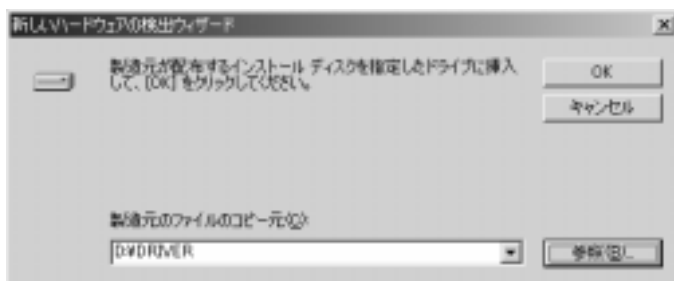 新しいハードウェアの検出ウィザード
製造元が配布するインストール ディスクを指定したドライブに挿入
して、[OK] をクリックしてください。
OK
キャンセル
製造元のファイルのコピー元(C):
D:¥DRIVER
参照(B)...